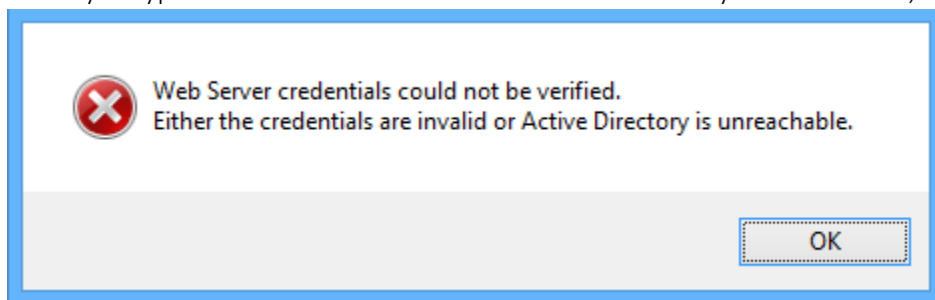 Web Server credentials could not be verified.
Either the credentials are invalid or Active Directory is unreachable.
OK